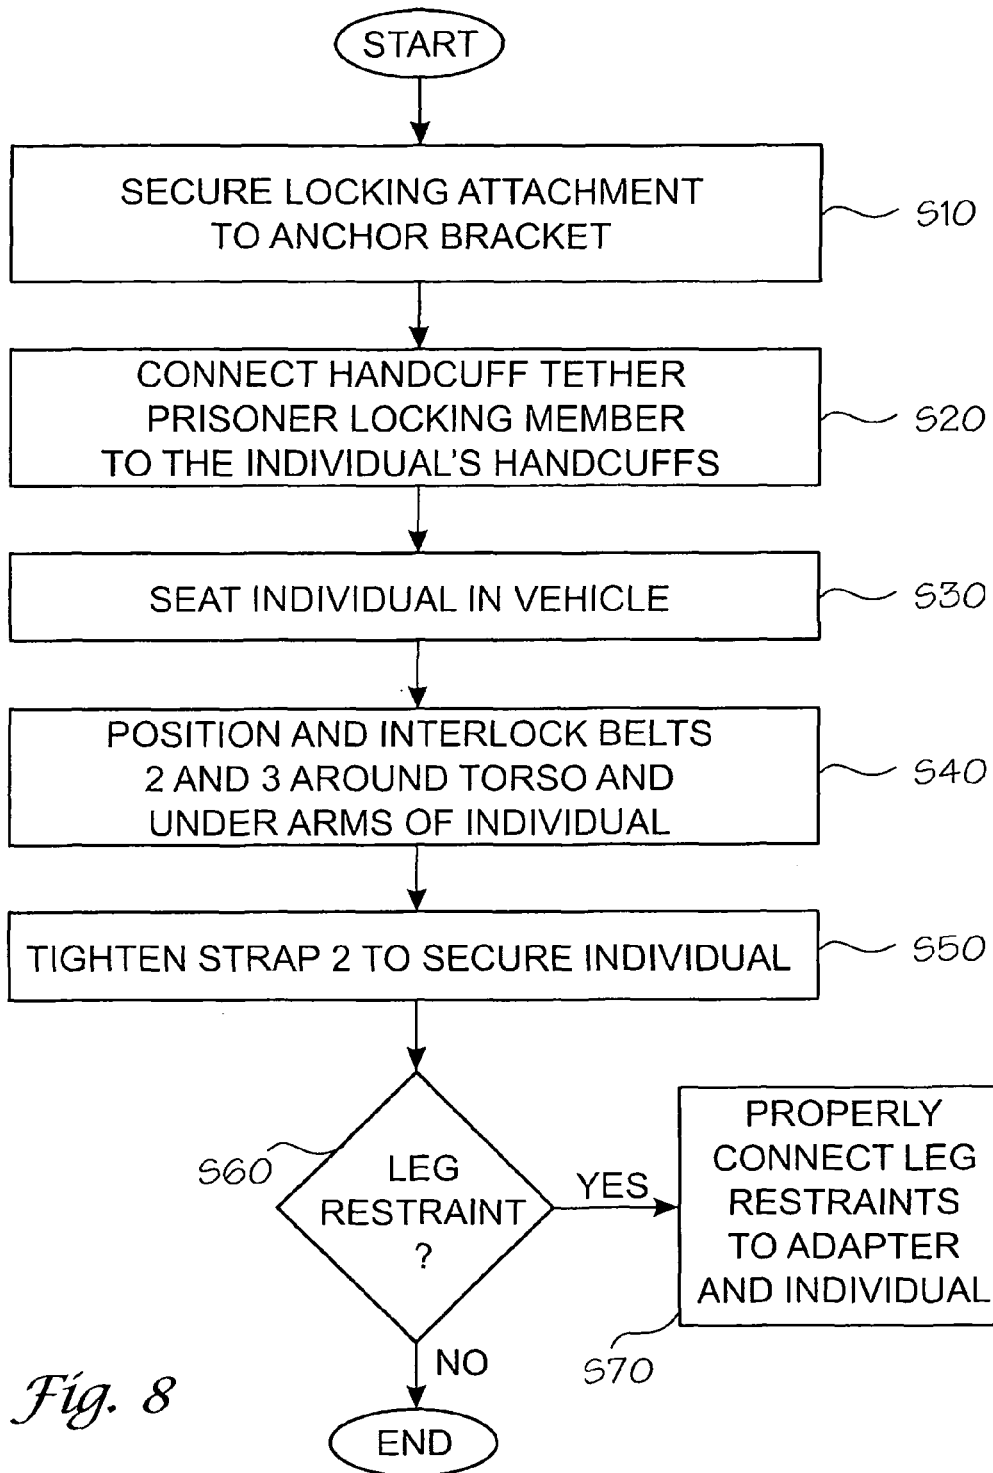 START
SECURE LOCKING ATTACHMENT
TO ANCHOR BRACKET
S10
CONNECT HANDCUFF TETHER
PRISONER LOCKING MEMBER
TO THE INDIVIDUAL'S HANDCUFFS
S20
SEAT INDIVIDUAL IN VEHICLE
S30
POSITION AND INTERLOCK BELTS
2 AND 3 AROUND TORSO AND
UNDER ARMS OF INDIVIDUAL
S40
TIGHTEN STRAP 2 TO SECURE INDIVIDUAL
S50
S60
LEG
RESTRAINT
?
YES
PROPERLY
CONNECT LEG
RESTRAINTS
TO ADAPTER
AND INDIVIDUAL
S70
NO
END
Fig. 8